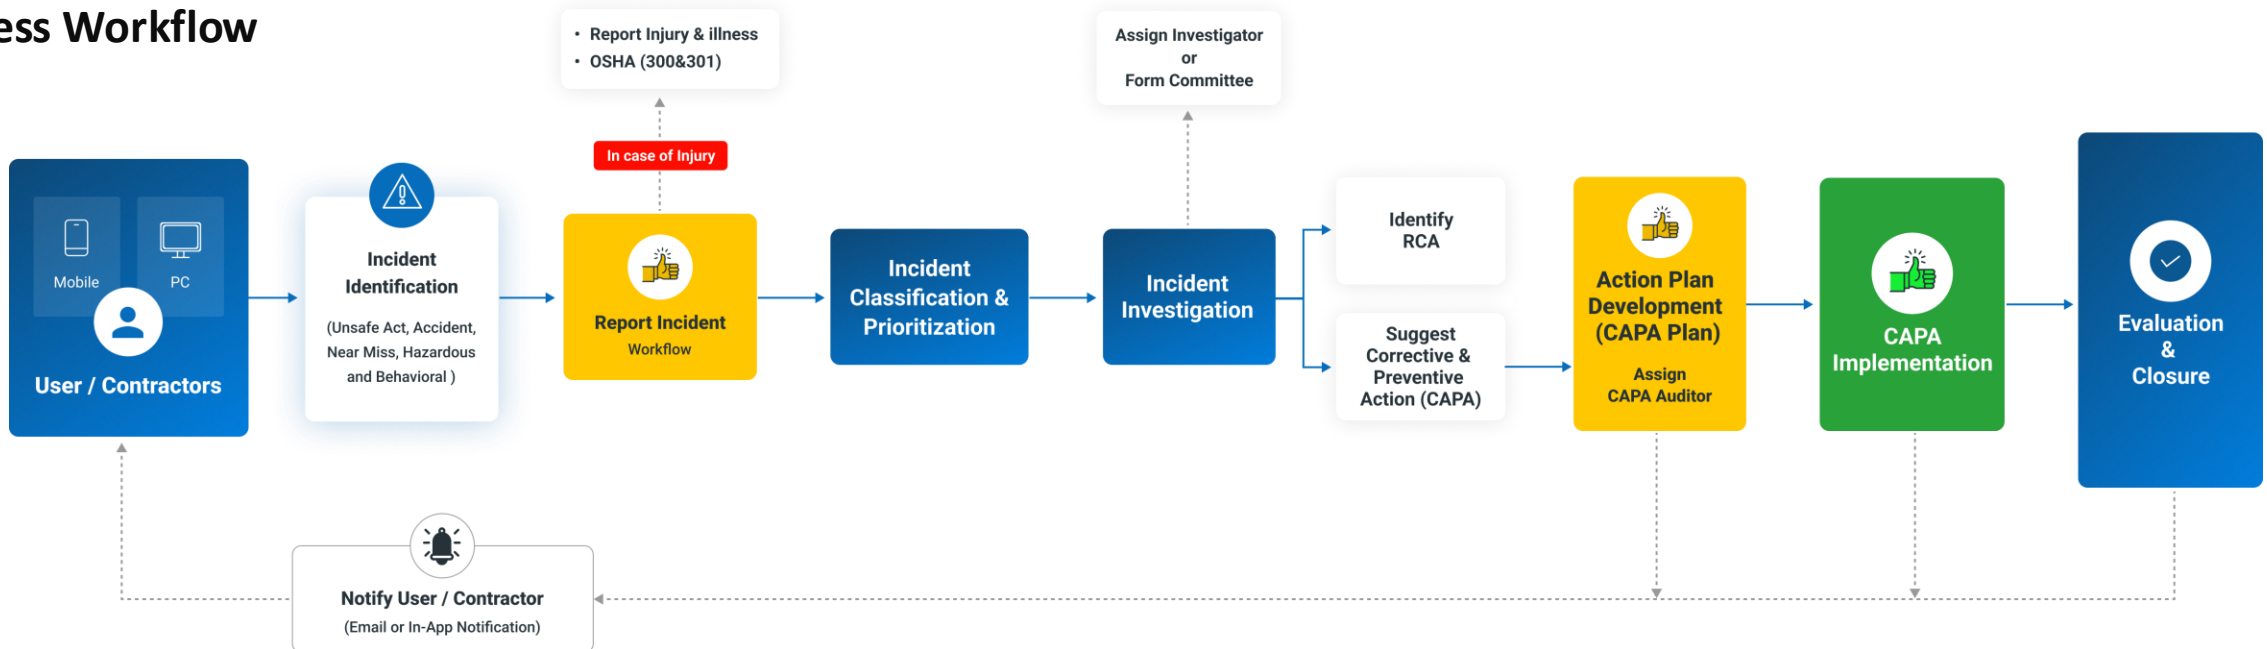 Workflow
• Report Injury & illness
• OSHA (300&301)
Assign Investigator
or
Form Committee
In case of Injury
Mobile
PC
User / Contractors
Incident
Identification
(Unsafe Act, Accident,
Near Miss, Hazardous
and Behavioral )
Report Incident
Workflow
Incident
Classification &
Prioritization
Incident
Investigation
Identify
RCA
Suggest
Corrective &
Preventive
Action (CAPA)
Action Plan
Development
(CAPA Plan)
Assign
CAPA Auditor
CAPA
Implementation
Evaluation
&
Closure
Notify User / Contractor
(Email or In-App Notification)